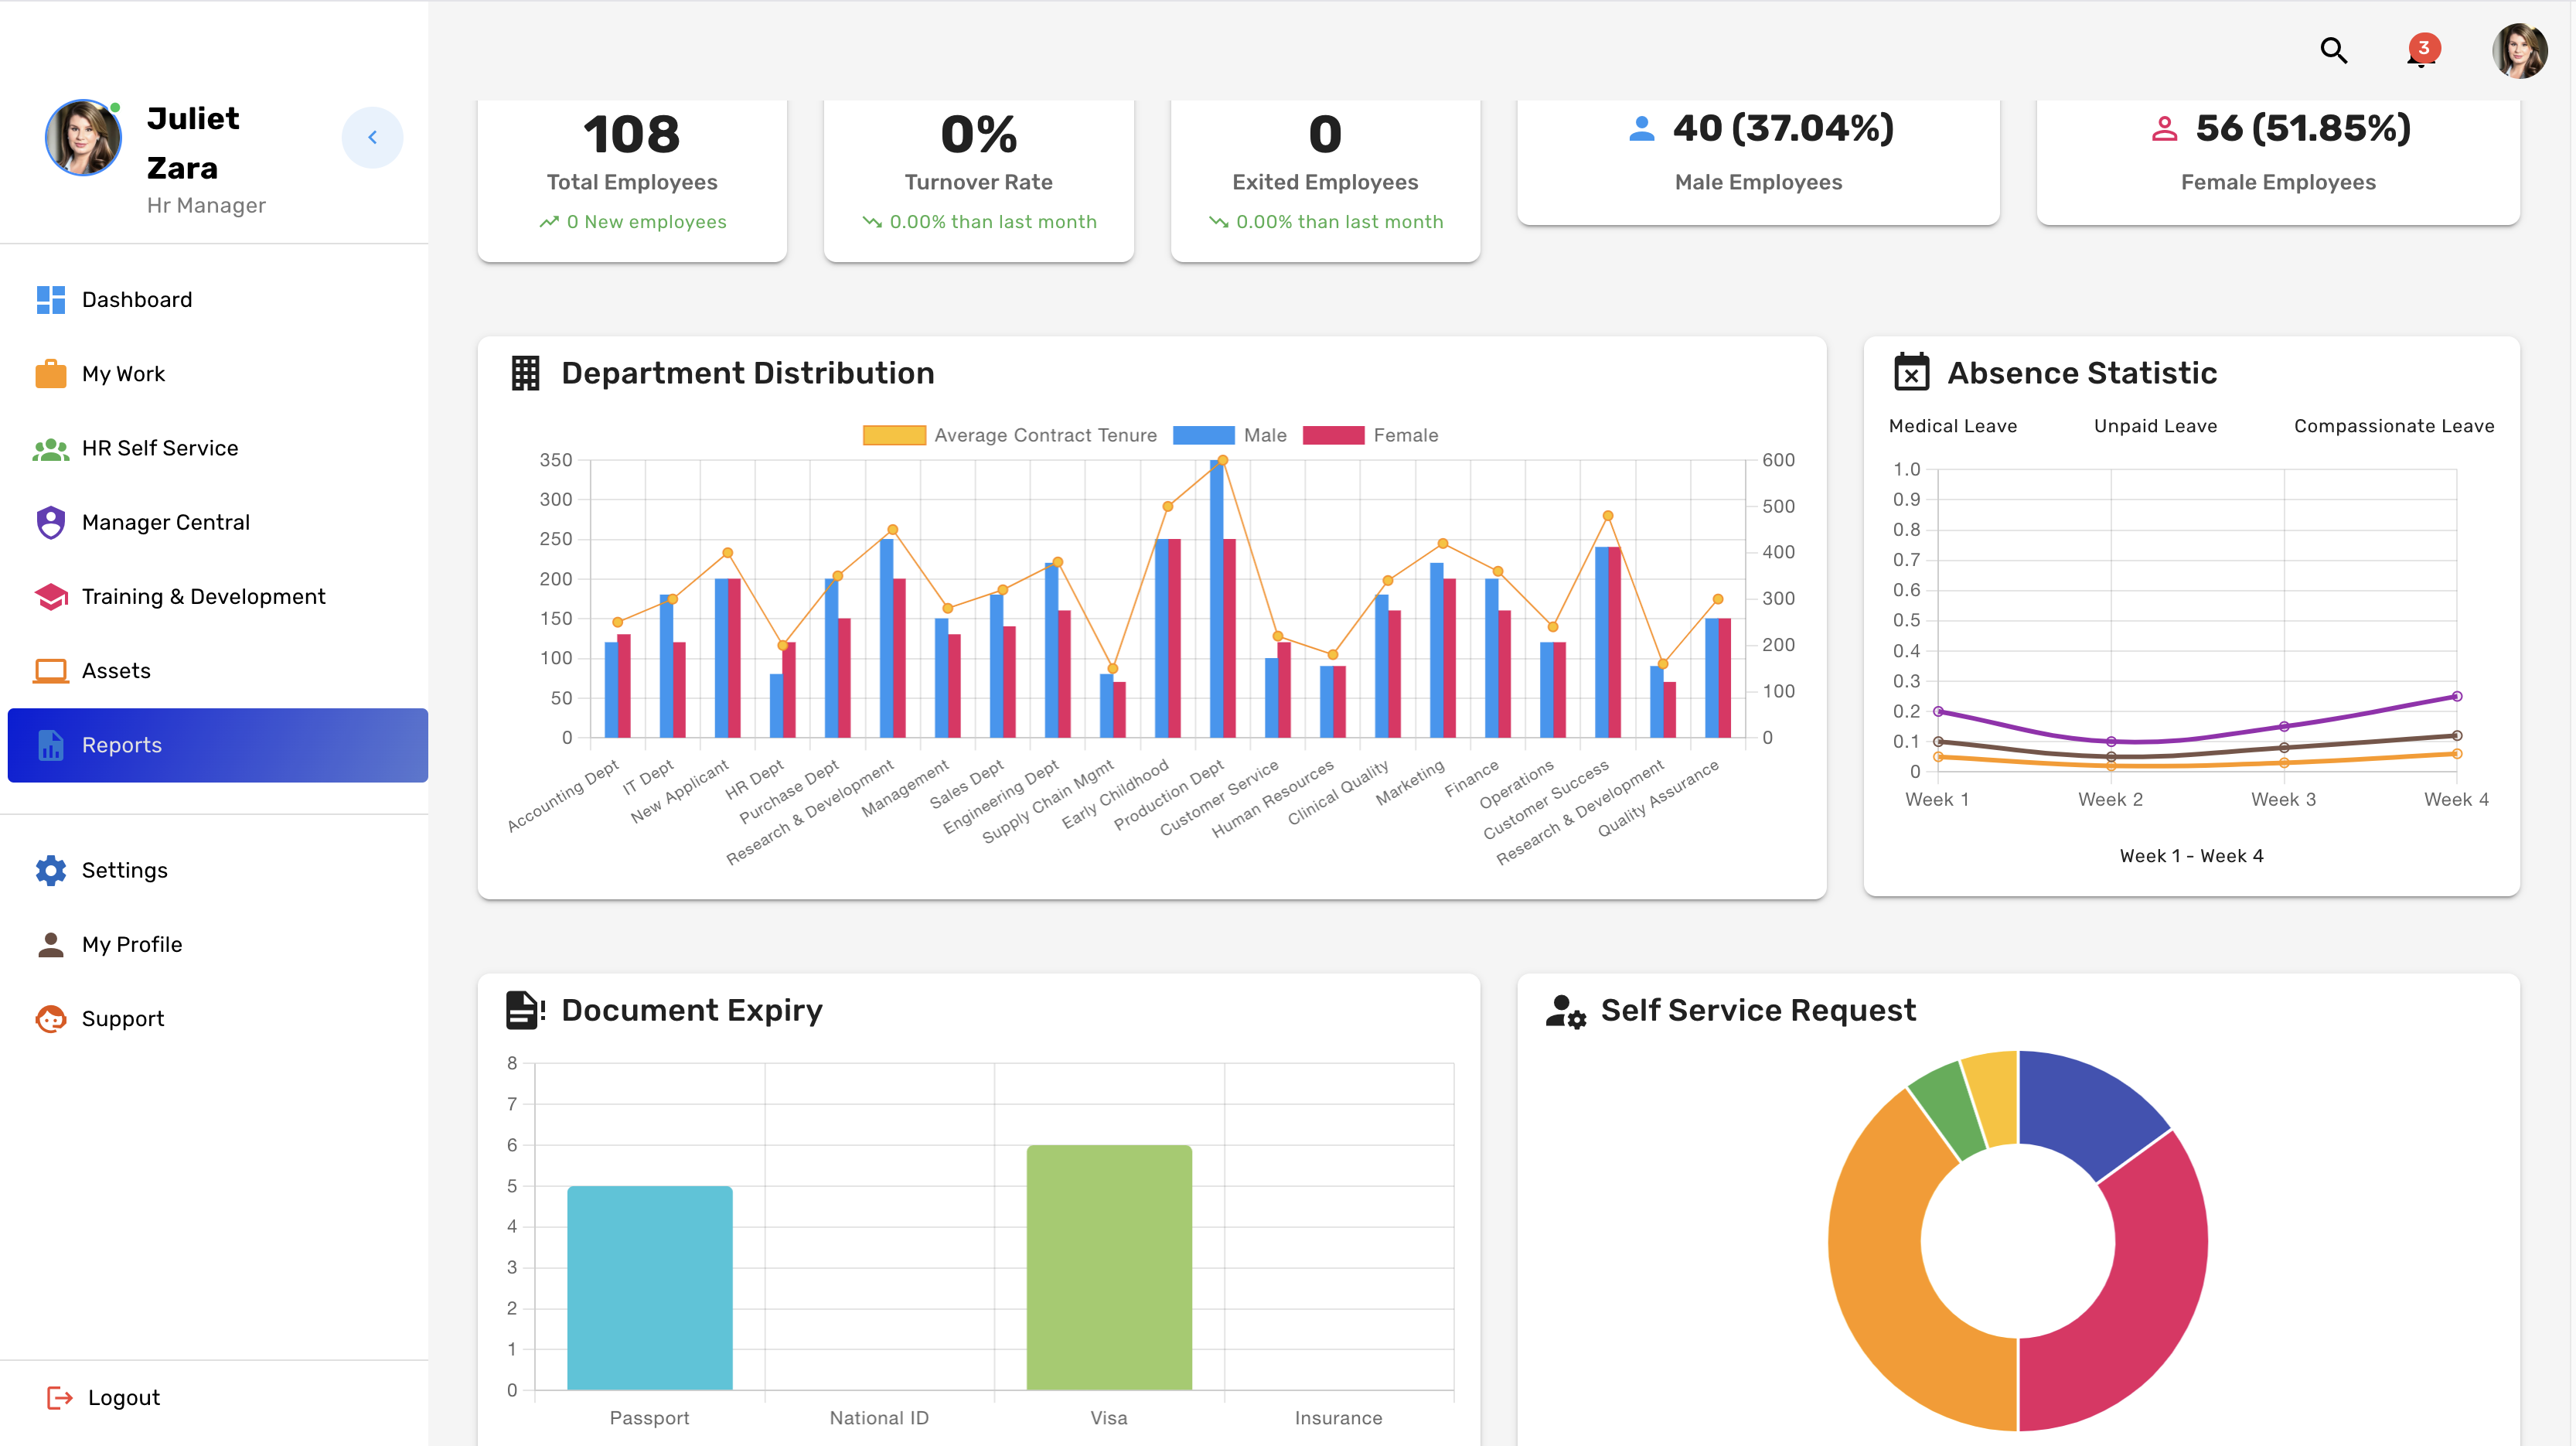 3
Juliet
Zara
Hr Manager
Dashboard
My Work
HR Self Service
Manager Central
Training & Development
Assets
Reports
Settings
My Profile
Support
Logout
108
Total Employees
0 New employees
0%
Turnover Rate
0.00% than last month
0
Exited Employees
0.00% than last month
40 (37.04%)
Male Employees
56 (51.85%)
Female Employees
Department Distribution
Average Contract Tenure Male Female
350
300
250
200
150
100
50
0
600
500
400
300
200
100
0
Accounting Dept
IT Dept
New Applicant
HR Dept
Purchase Dept
Research & Development
Management
Sales Dept
Engineering Dept
Supply Chain Mgmt
Early Childhood
Production Dept
Customer Service
Human Resources
Clinical Quality
Marketing
Finance
Operations
Customer Success
Research & Development
Quality Assurance
Absence Statistic
Medical Leave Unpaid Leave Compassionate Leave
1.0
0.9
0.8
0.7
0.6
0.5
0.4
0.3
0.2
0.1
0
Week 1 Week 2 Week 3 Week 4
Week 1 - Week 4
Document Expiry
8
7
6
5
4
3
2
1
0
Passport National ID Visa Insurance
Self Service Request